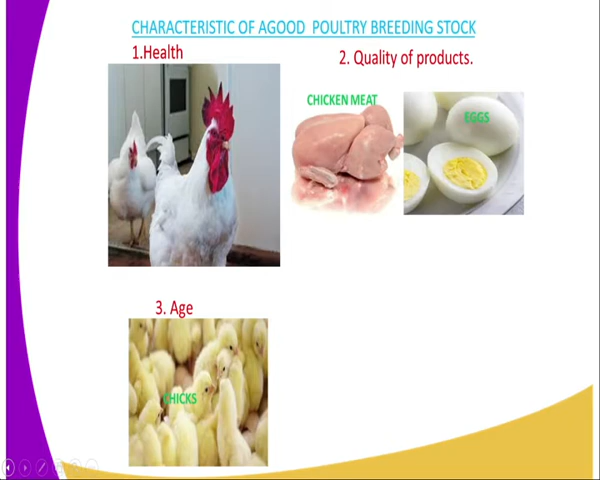 CHARACTERISTIC OF AGOOD POULTRY BREEDING STOCK
1.Health
2. Quality of products.
CHICKEN MEAT
EGGS
3. Age
CHICKS